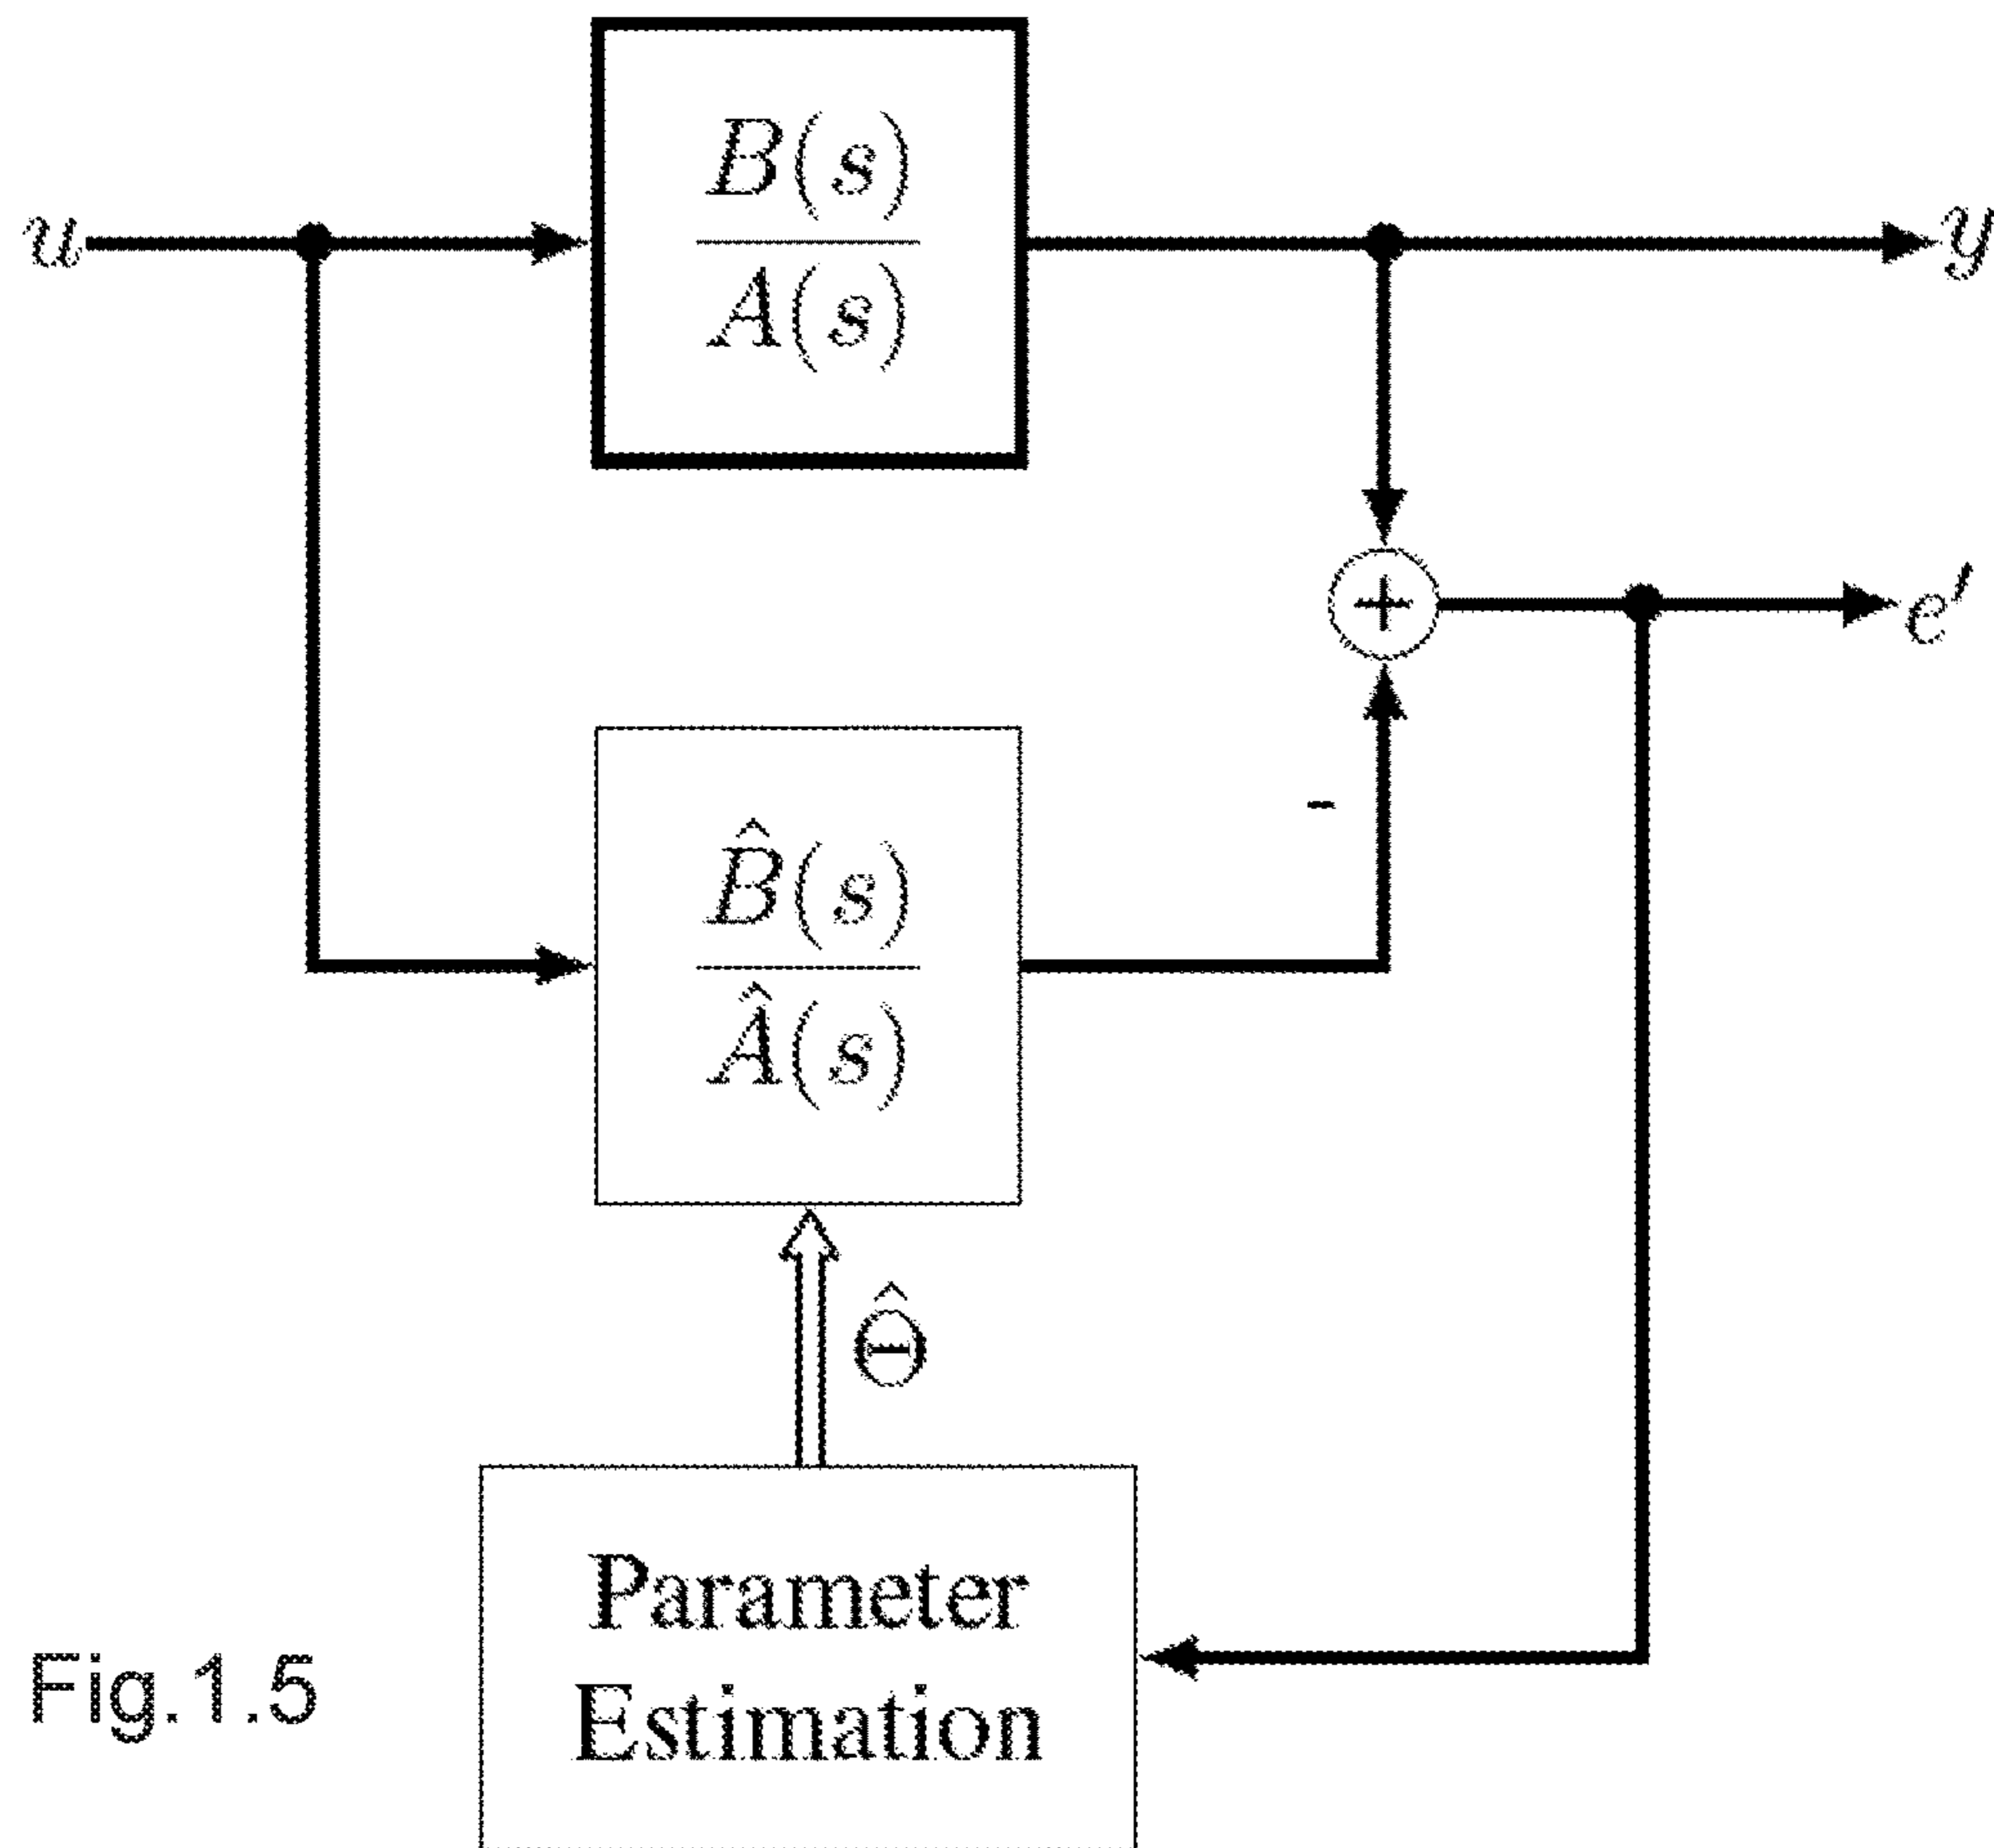 B(s)
A(s)
u
y
+
e′
-
B̂(s)
Â(s)
Θ̂
Parameter
Estimation
Fig.1.5